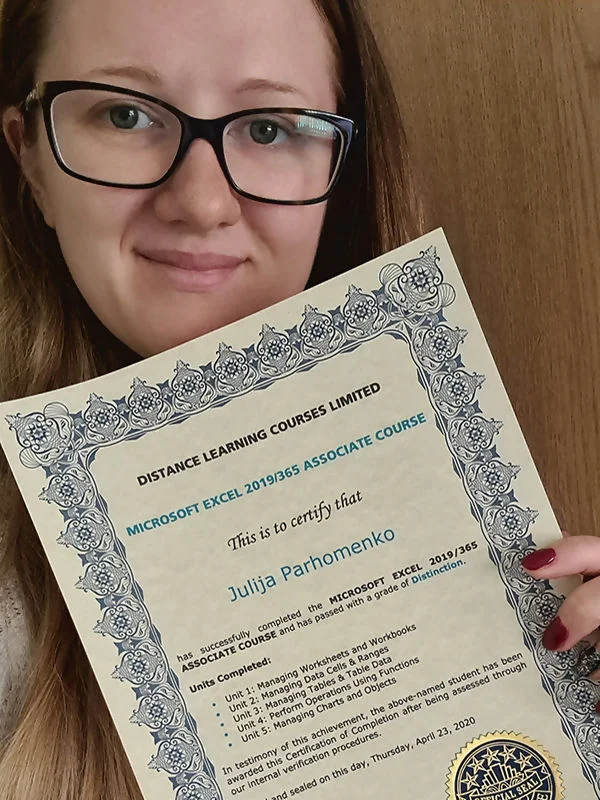 DISTANCE LEARNING COURSES LIMITED
MICROSOFT EXCEL 2019/365 ASSOCIATE COURSE
This is to certify that
Julija Parhomenko
has successfully completed the MICROSOFT EXCEL 2019/365
ASSOCIATE COURSE and has passed with a grade of Distinction.
Units Completed:
• Unit 1: Managing Worksheets and Workbooks
• Unit 2: Managing Data Cells & Ranges
• Unit 3: Managing Tables & Table Data
• Unit 4: Perform Operations Using Functions
• Unit 5: Managing Charts and Objects
In testimony of this achievement, the above-named student has been
awarded this Certification of Completion after being assessed through
our internal verification procedures.
and sealed on this day, Thursday, April 23, 2020
OFFICIAL SEAL